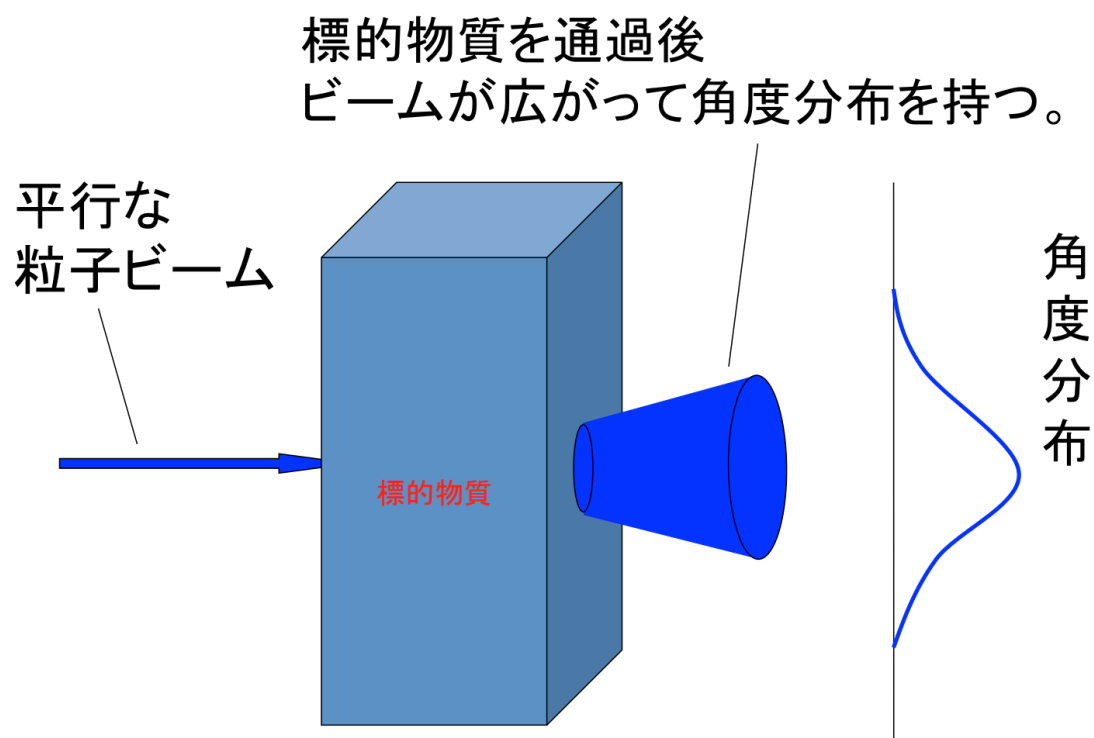 標的物質を通過後
ビームが広がって角度分布を持つ。
平行な
粒子ビーム
角度分布
標的物質